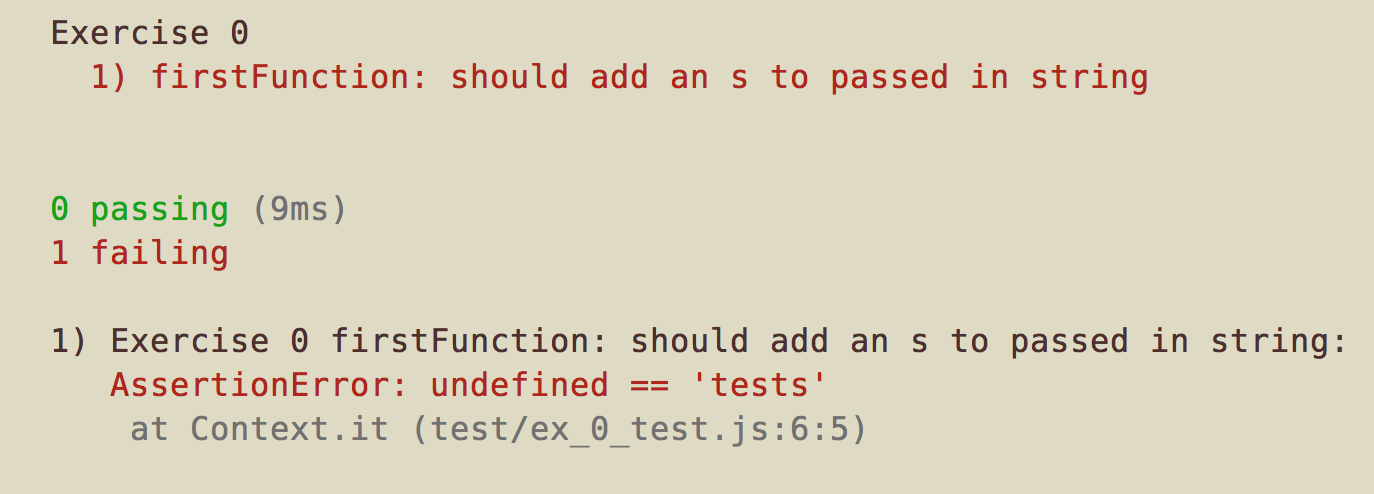 Exercise 0
1) firstFunction: should add an s to passed in string
0 passing (9ms)
1 failing
1) Exercise 0 firstFunction: should add an s to passed in string:
AssertionError: undefined == 'tests'
at Context.it (test/ex_0_test.js:6:5)